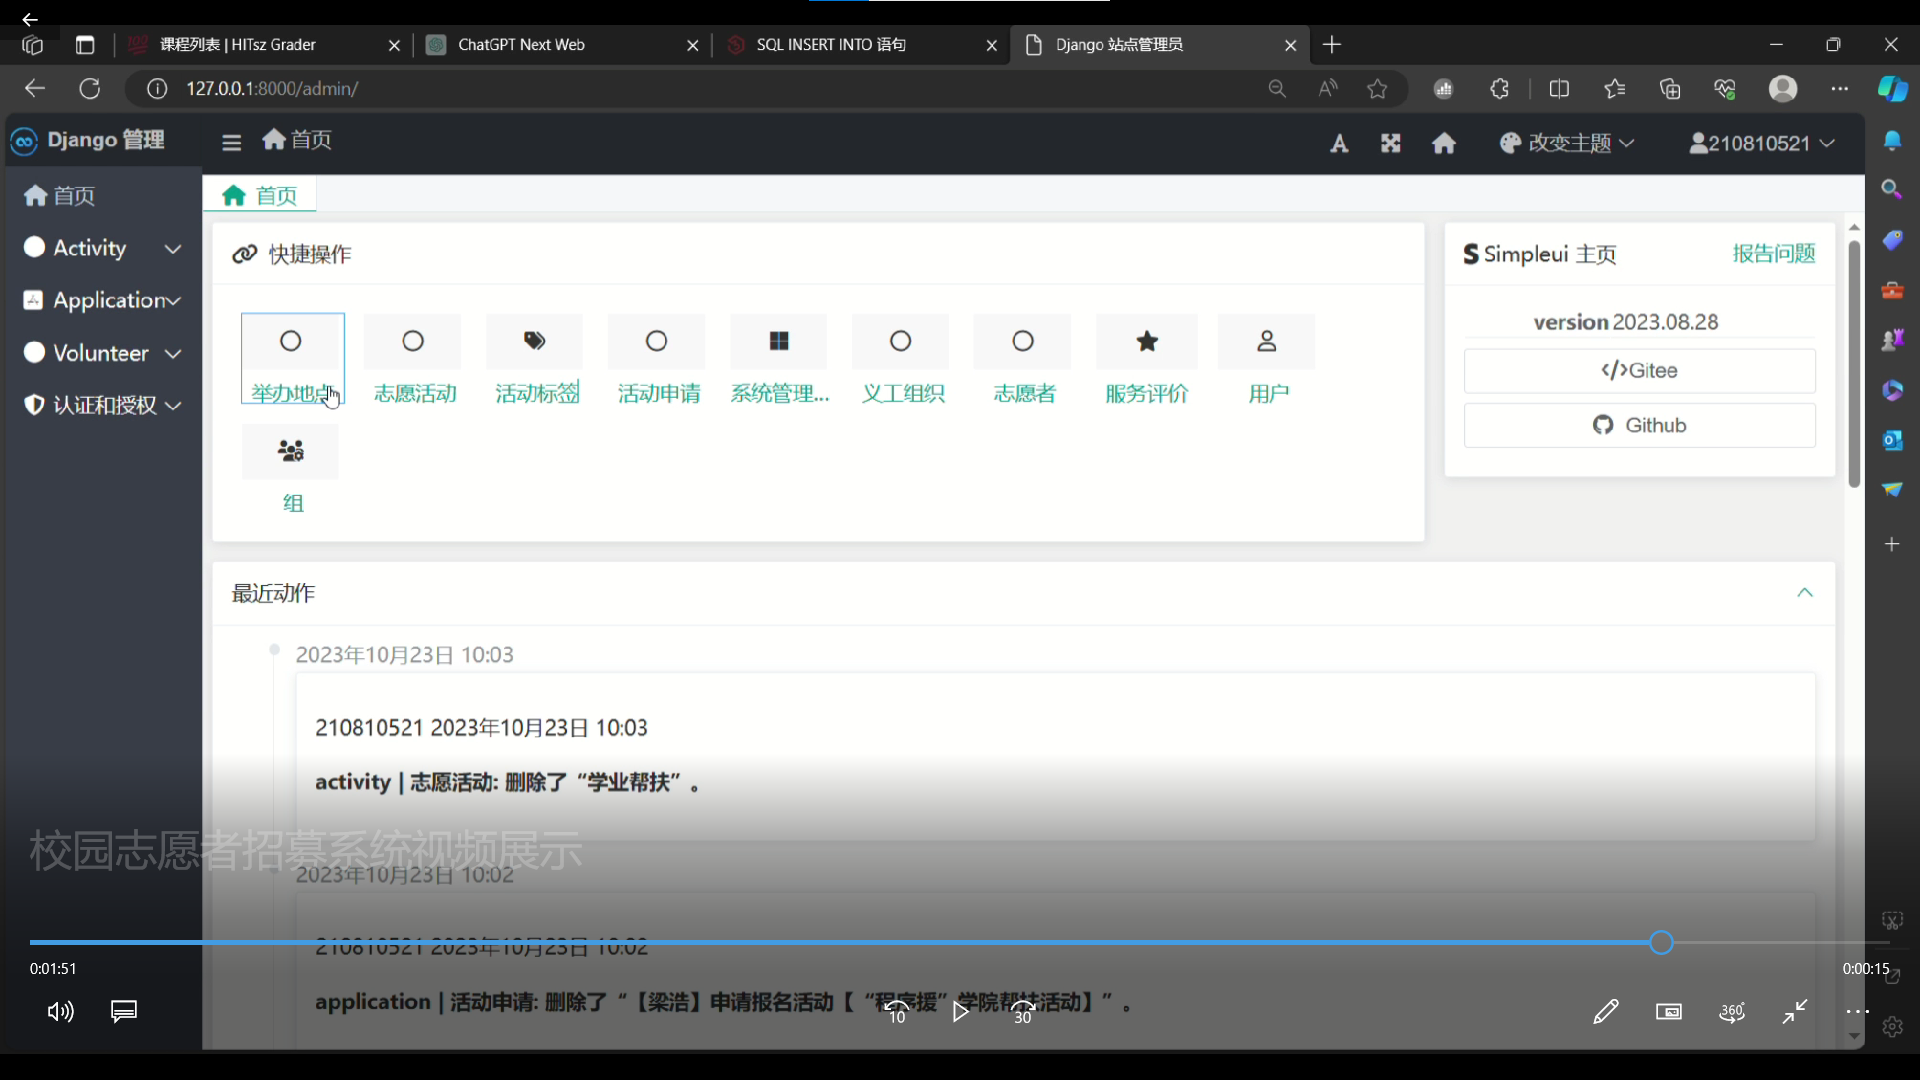 课程列表 | HITsz Grader
ChatGPT Next Web
SQL INSERT INTO 语句
Django 站点管理员
127.0.0.1:8000/admin/
Django 管理
首页
改变主题
210810521
首页
Activity
Application
Volunteer
认证和授权
首页
快捷操作
举办地点
志愿活动
活动标签
活动申请
系统管理...
义工组织
志愿者
服务评价
用户
组
Simpleui 主页
报告问题
version 2023.08.28
</>Gitee
Github
最近动作
2023年10月23日 10:03
210810521 2023年10月23日 10:03
activity | 志愿活动: 删除了 “学业帮扶” 。
校园志愿者招募系统视频展示
2023年10月23日 10:02
210810521 2023年10月23日 10:02
0:01:51
0:00:15
application | 活动申请: 删除了 “【梁浩】申请报名活动【 “程序援” 学院帮扶活动】” 。
10
30
360°